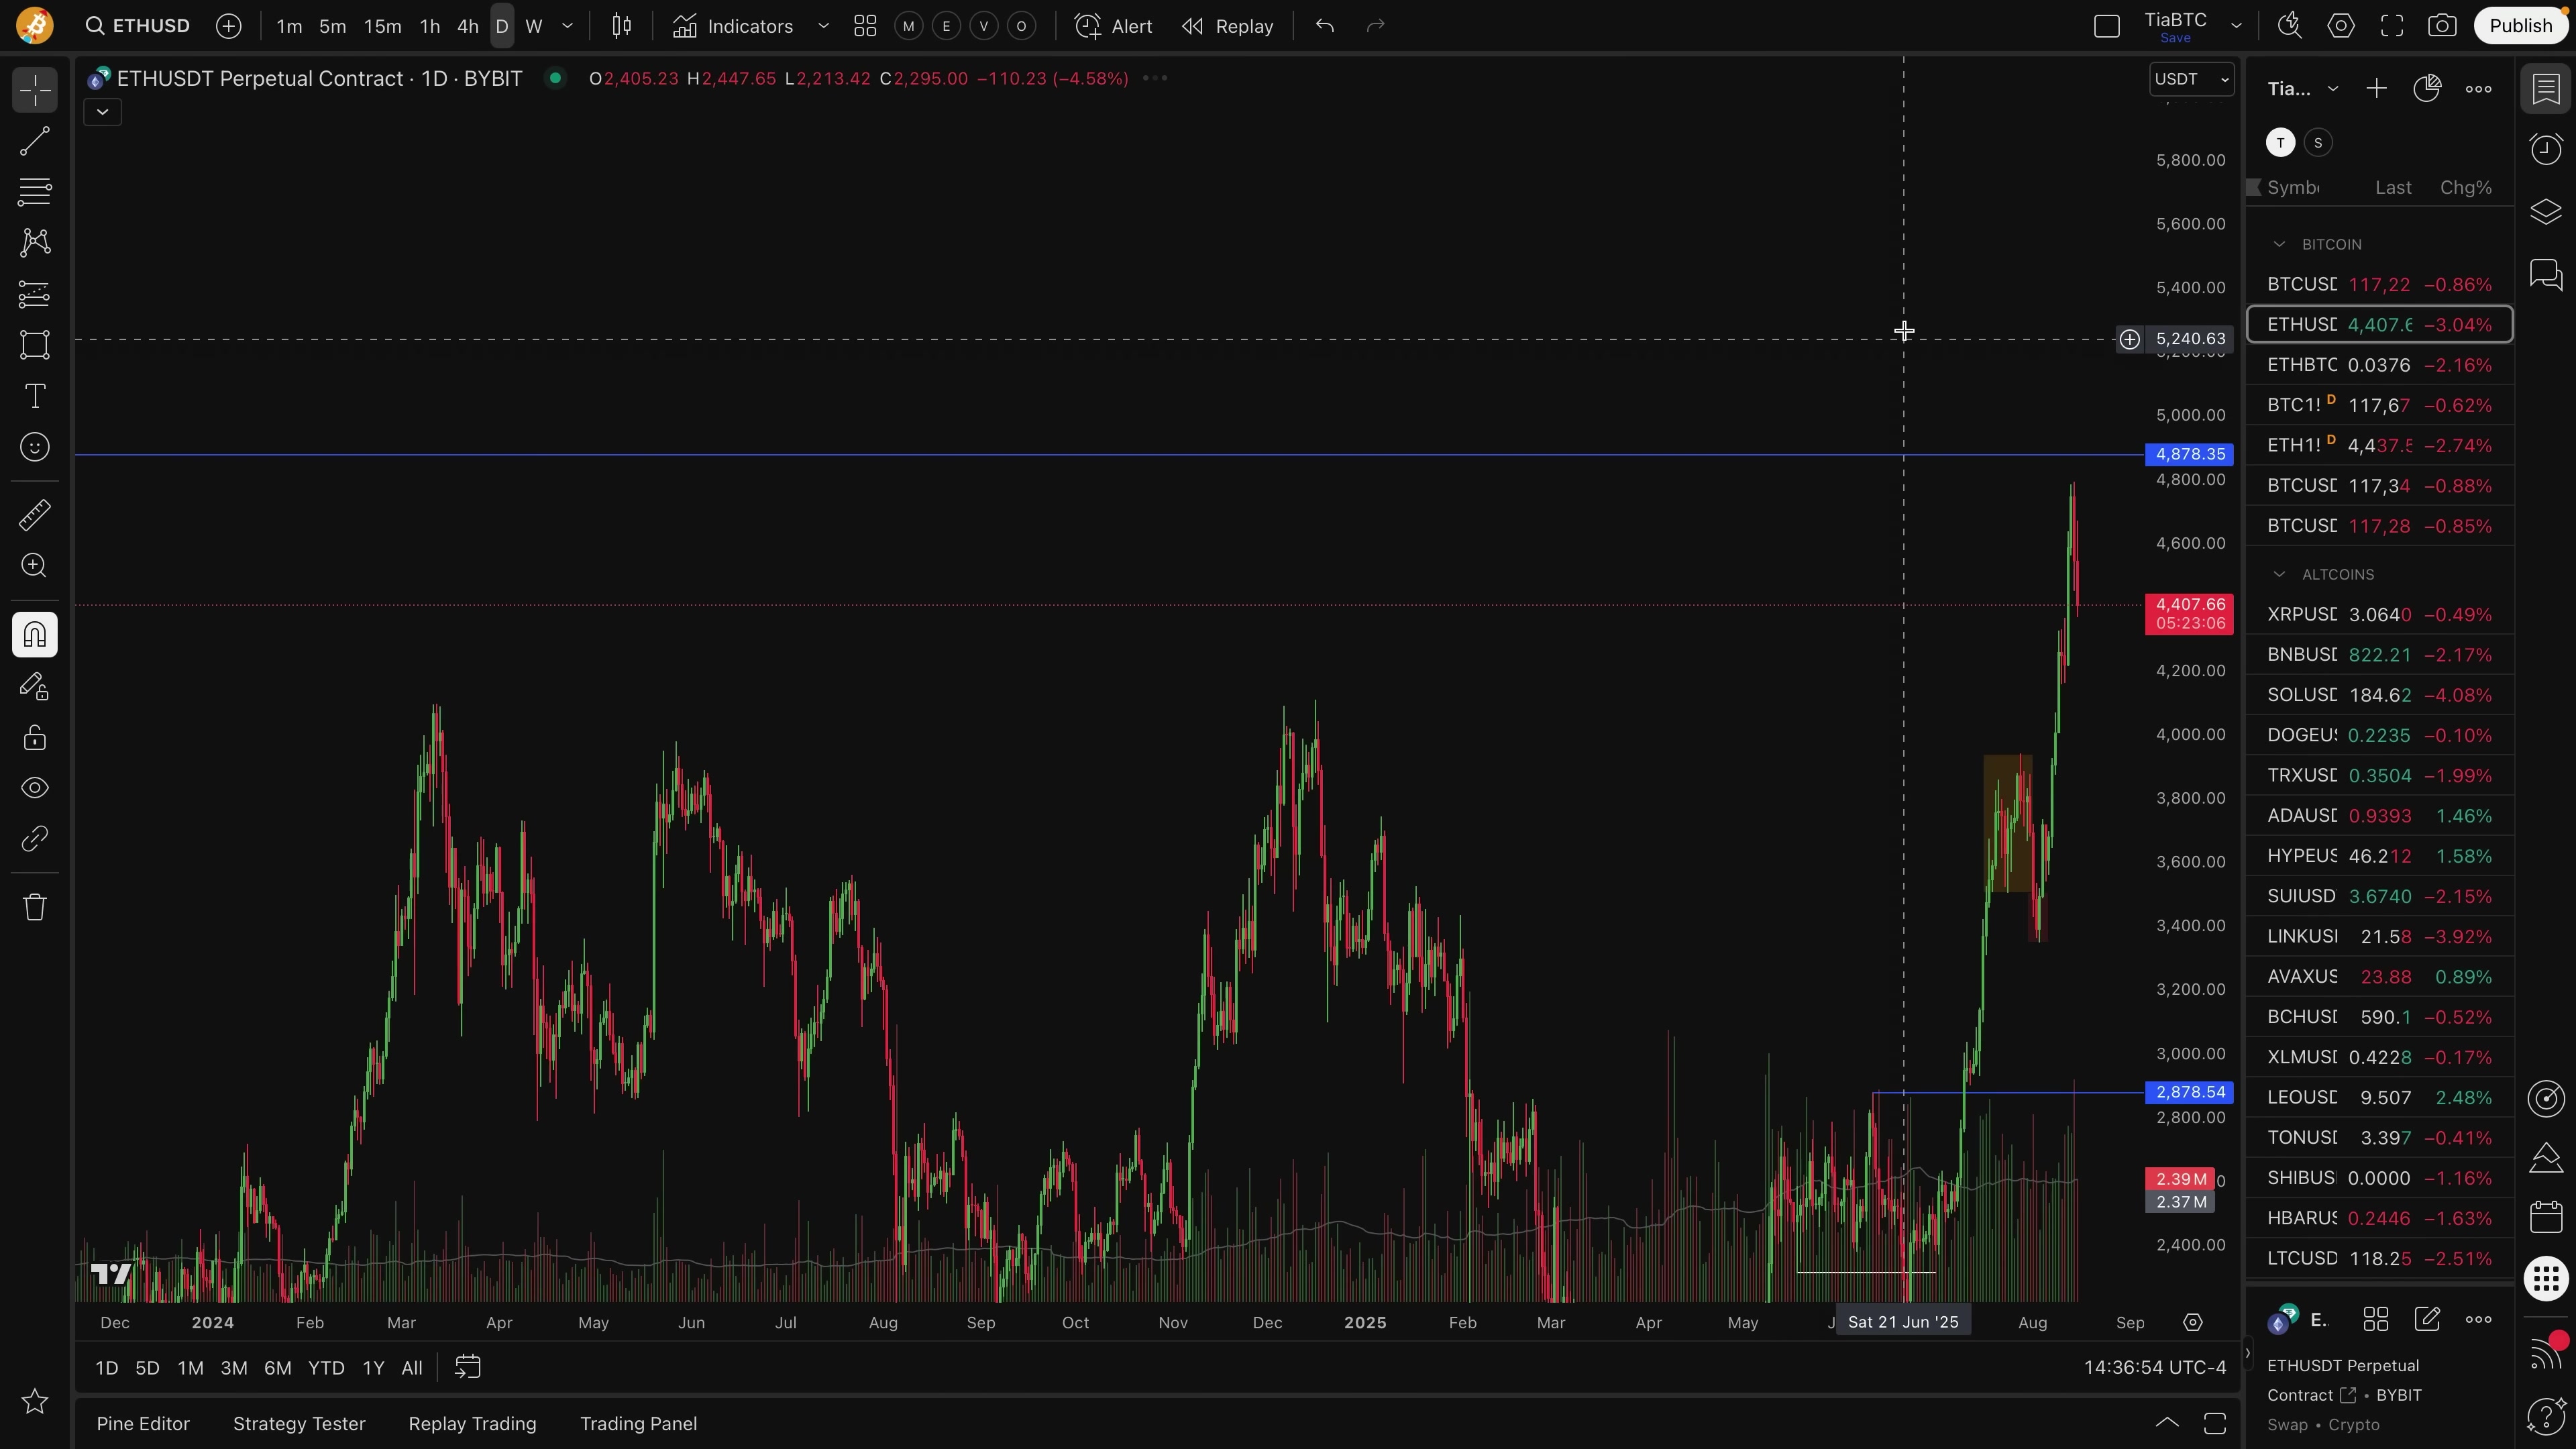 ETHUSD 1m 5m 15m 1h 4h D W Indicators M E V O Alert Replay TiaBTC Save Publish
ETHUSDT Perpetual Contract · 1D · BYBIT O2,405.23 H2,447.65 L2,213.42 C2,295.00 −110.23 (−4.58%)
USDT
5,800.00
5,600.00
5,400.00
5,240.63
5,000.00
4,878.35
4,800.00
4,600.00
4,407.66
05:23:06
4,200.00
4,000.00
3,800.00
3,600.00
3,400.00
3,200.00
3,000.00
2,878.54
2,800.00
2.39 M
2.37 M
2,400.00
Dec 2024 Feb Mar Apr May Jun Jul Aug Sep Oct Nov Dec 2025 Feb Mar Apr May Sat 21 Jun '25 Aug Sep
1D 5D 1M 3M 6M YTD 1Y All
14:36:54 UTC-4
Pine Editor Strategy Tester Replay Trading Trading Panel
Tia...
T S
Symb Last Chg%
BITCOIN
BTCUSD 117,22 −0.86%
ETHUSD 4,407.6 −3.04%
ETHBTC 0.0376 −2.16%
BTC1! D 117,67 −0.62%
ETH1! D 4,437.5 −2.74%
BTCUSD 117,34 −0.88%
BTCUSD 117,28 −0.85%
ALTCOINS
XRPUSD 3.0640 −0.49%
BNBUSD 822.21 −2.17%
SOLUSD 184.62 −4.08%
DOGEUS 0.2235 −0.10%
TRXUSD 0.3504 −1.99%
ADAUSD 0.9393 1.46%
HYPEUS 46.212 1.58%
SUIUSD 3.6740 −2.15%
LINKUSD 21.58 −3.92%
AVAXUS 23.88 0.89%
BCHUSD 590.1 −0.52%
XLMUSD 0.4228 −0.17%
LEOUSD 9.507 2.48%
TONUSD 3.397 −0.41%
SHIBUS 0.0000 −1.16%
HBARUS 0.2446 −1.63%
LTCUSD 118.25 −2.51%
E..
ETHUSDT Perpetual
Contract • BYBIT
Swap • Crypto